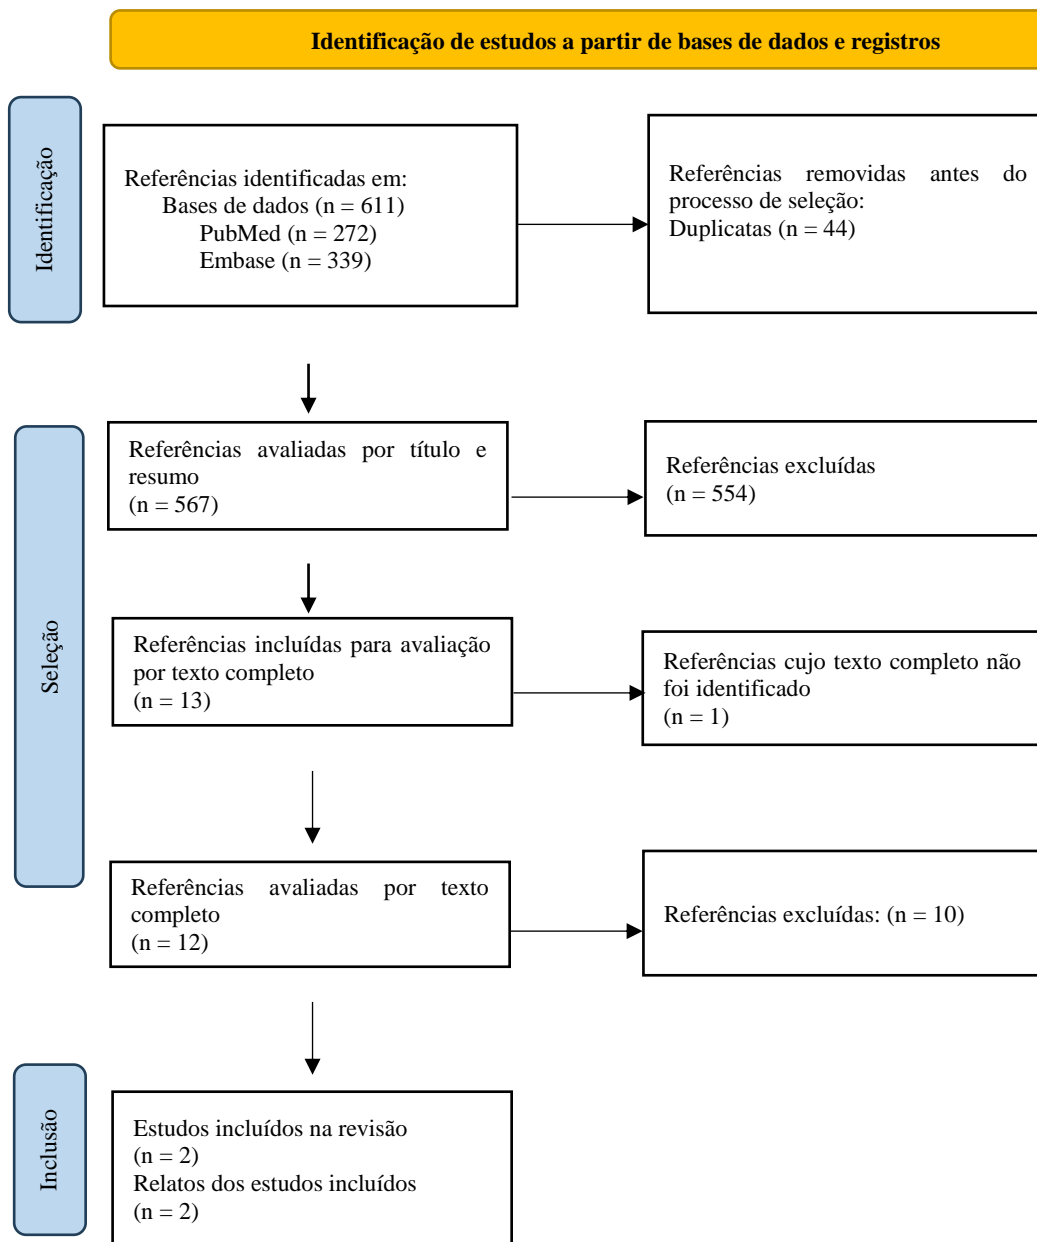 Identificação de estudos a partir de bases de dados e registros
Identificação
Referências identificadas em:
Bases de dados (n = 611)
PubMed (n = 272)
Embase (n = 339)
Referências removidas antes do
processo de seleção:
Duplicatas (n = 44)
Seleção
Referências avaliadas por título e
resumo
(n = 567)
Referências excluídas
(n = 554)
Referências incluídas para avaliação
por texto completo
(n = 13)
Referências cujo texto completo não
foi identificado
(n = 1)
Referências avaliadas por texto
completo
(n = 12)
Referências excluídas: (n = 10)
Inclusão
Estudos incluídos na revisão
(n = 2)
Relatos dos estudos incluídos
(n = 2)